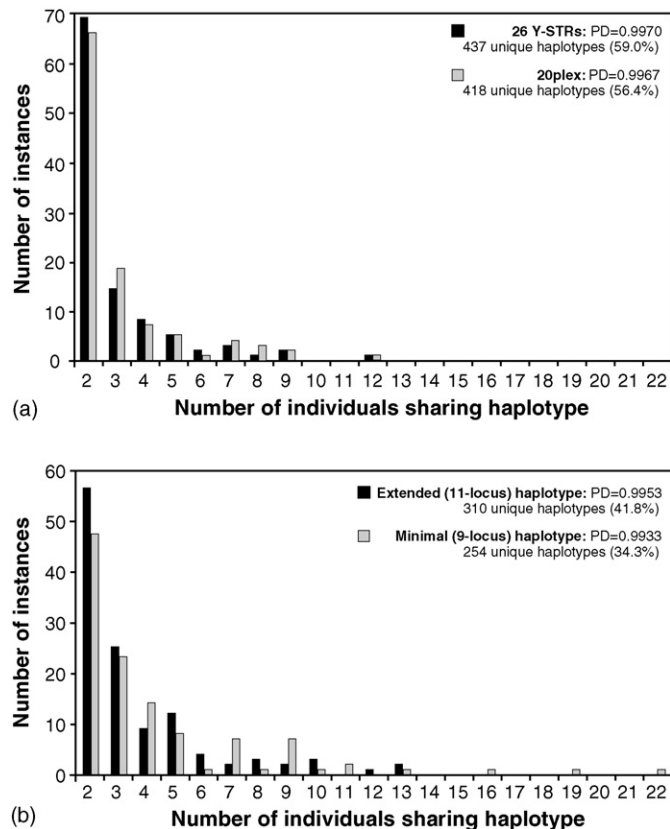 70
60
50
40
30
20
10
0
Number of instances
26 Y-STRs: PD=0.9970
437 unique haplotypes (59.0%)
20plex: PD=0.9967
418 unique haplotypes (56.4%)
2 3 4 5 6 7 8 9 10 11 12 13 14 15 16 17 18 19 20 21 22
(a)
Number of individuals sharing haplotype
60
50
40
30
20
10
0
Number of instances
Extended (11-locus) haplotype: PD=0.9953
310 unique haplotypes (41.8%)
Minimal (9-locus) haplotype: PD=0.9933
254 unique haplotypes (34.3%)
2 3 4 5 6 7 8 9 10 11 12 13 14 15 16 17 18 19 20 21 22
(b)
Number of individuals sharing haplotype